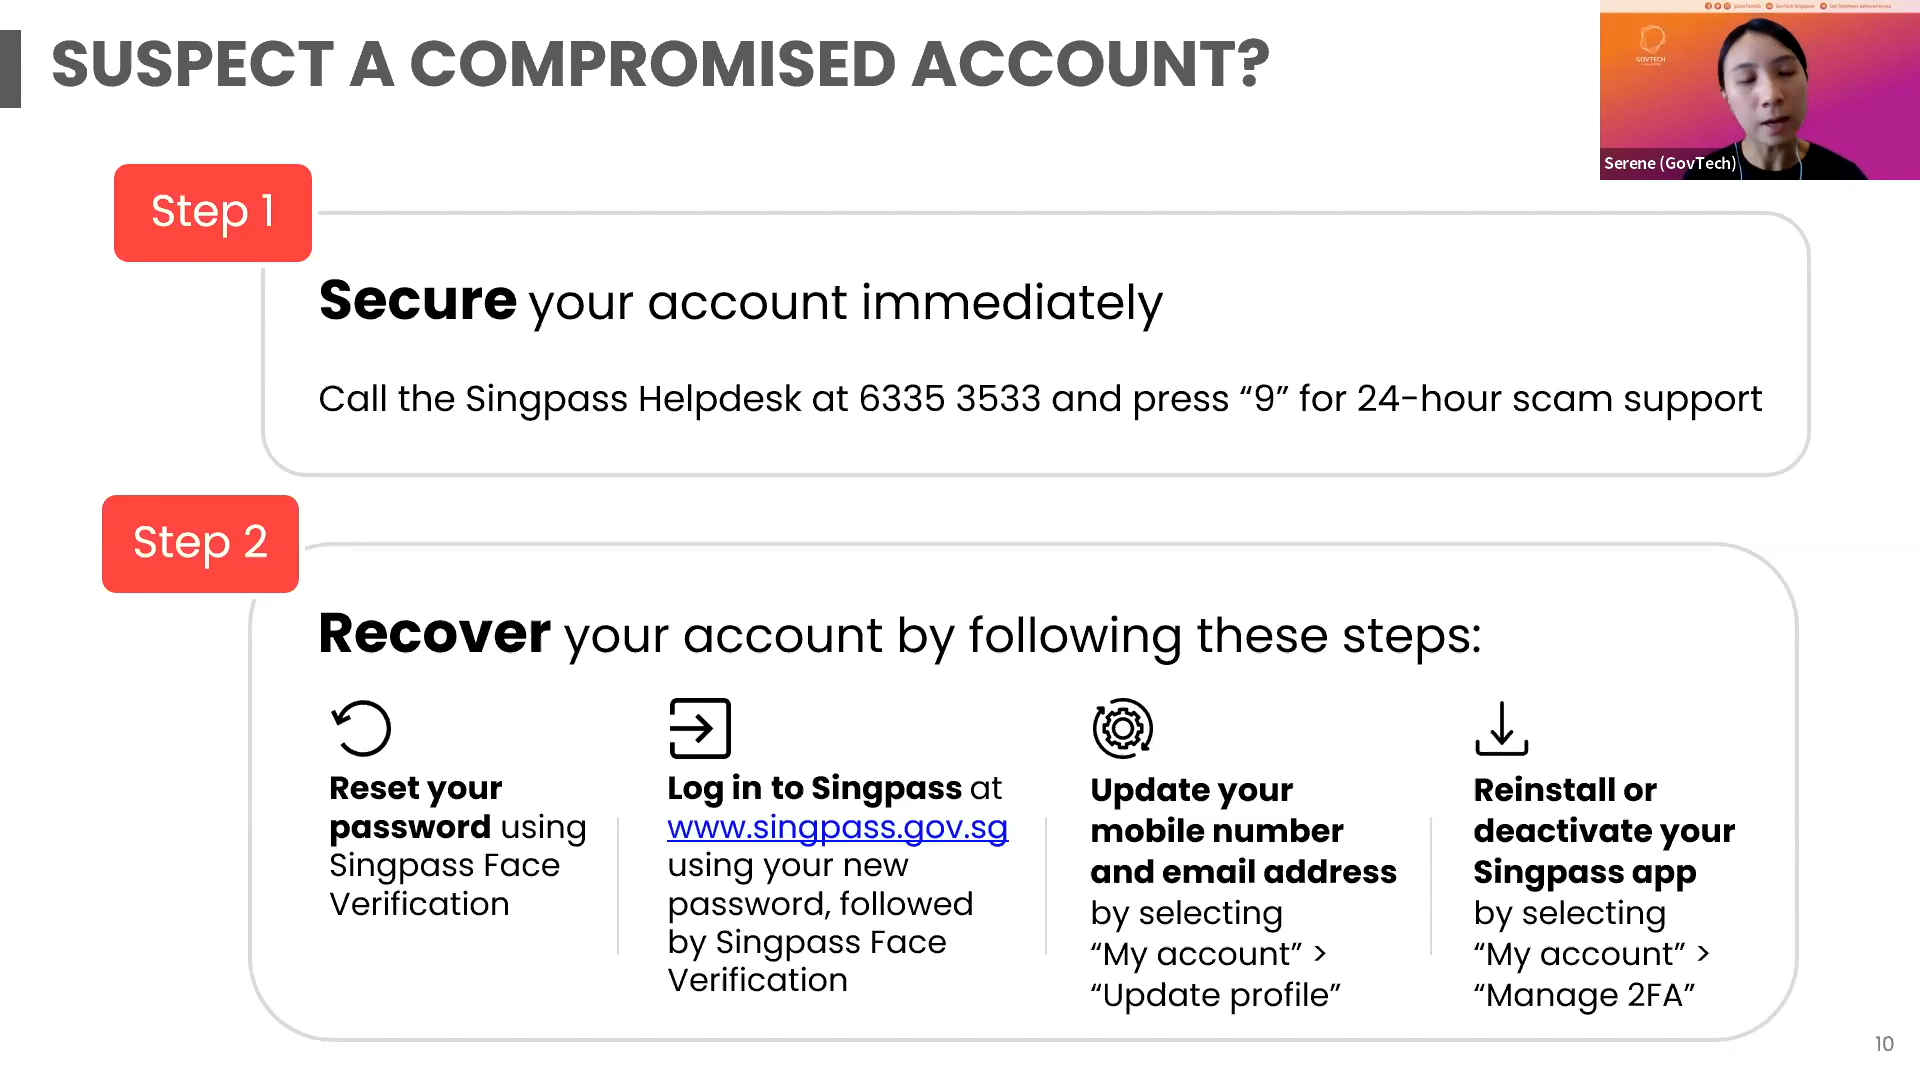 SUSPECT A COMPROMISED ACCOUNT?
@GovTechSG
GovTech Singapore
GOVTECH
Serene (GovTech)
Step 1
Secure your account immediately
Call the Singpass Helpdesk at 6335 3533 and press “9” for 24-hour scam support
Step 2
Recover your account by following these steps:
Reset your
password using
Singpass Face
Verification
Log in to Singpass at
www.singpass.gov.sg
using your new
password, followed
by Singpass Face
Verification
Update your
mobile number
and email address
by selecting
“My account” >
“Update profile”
Reinstall or
deactivate your
Singpass app
by selecting
“My account” >
“Manage 2FA”
10